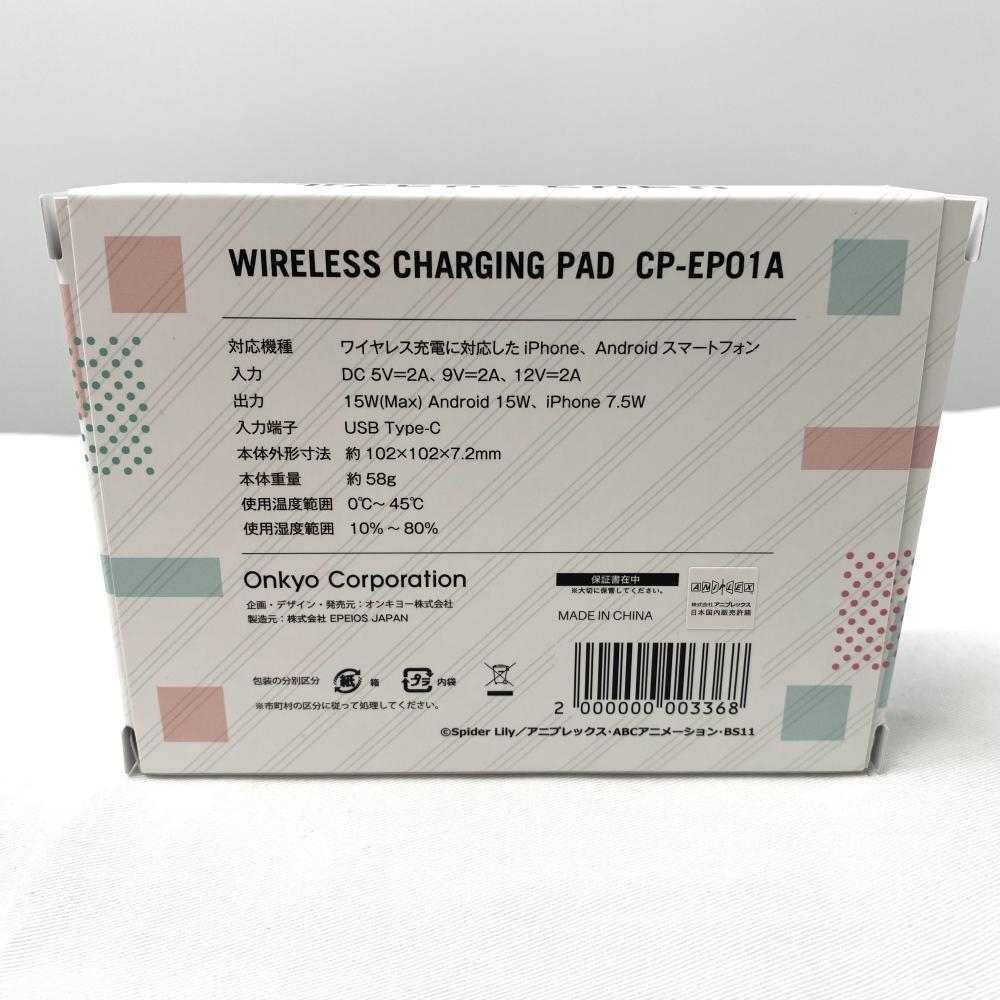 WIRELESS CHARGING PAD CP-EP01A
対応機種 ワイヤレス充電に対応した iPhone、Android スマートフォン
入力 DC 5V=2A、9V=2A、12V=2A
出力 15W(Max) Android 15W、iPhone 7.5W
入力端子 USB Type-C
本体外形寸法 約 102×102×7.2mm
本体重量 約 58g
使用温度範囲 0℃～ 45℃
使用湿度範囲 10% ～ 80%
Onkyo Corporation
企画・デザイン・発売元：オンキヨー株式会社
製造元：株式会社 EPEIOS JAPAN
保証書在中
※大切に保管してください。
MADE IN CHINA
ANIPLEX
株式会社 アニプレックス
日本国内販売許諾
包装の分別区分 紙 箱 プラ 内袋
※市町村の区分に従って処理してください。
2 000000 003368
©Spider Lily／アニプレックス・ABCアニメーション・BS11